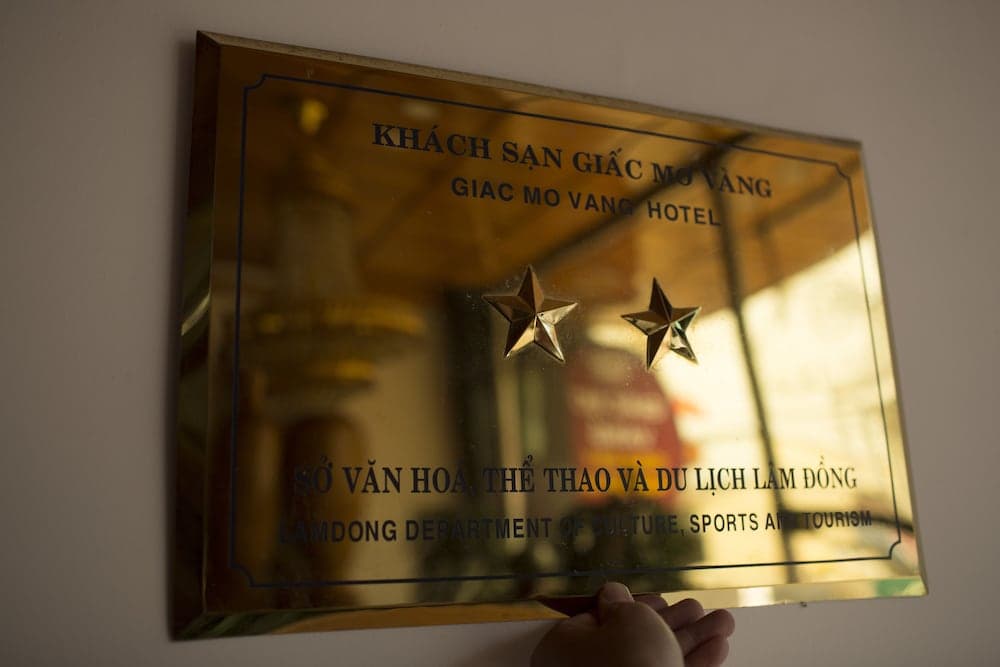 KHÁCH SẠN GIẤC MƠ VÀNG
GIAC MO VANG HOTEL
SỞ VĂN HOA, THỂ THAO VÀ DU LỊCH LÂM ĐỒNG
LAMDONG DEPARTMENT OF CULTURE, SPORTS AND TOURISM